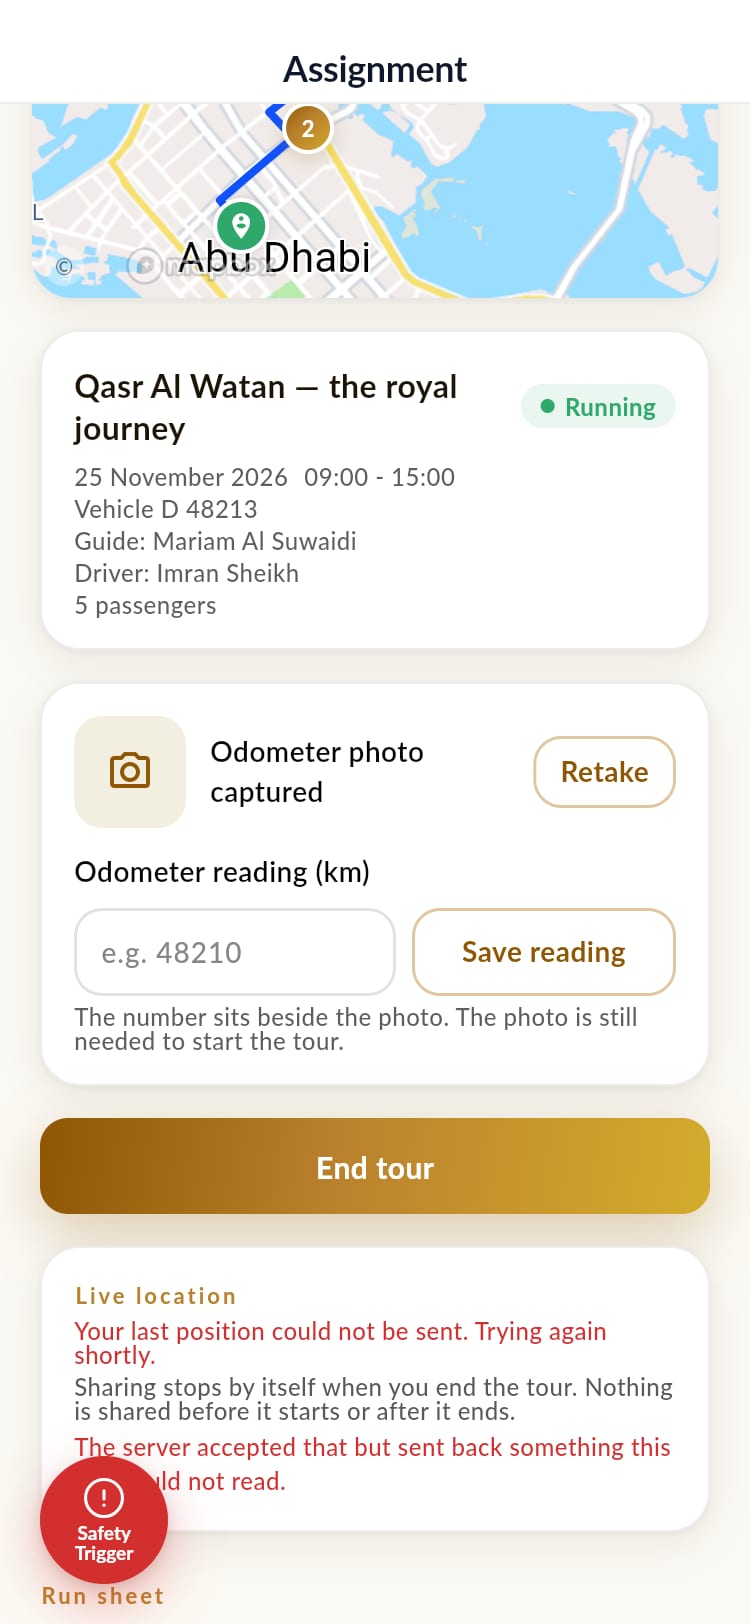 Assignment
2
L
Abu Dhabi
©
mapbox
Qasr Al Watan — the royal
journey
Running
25 November 2026 09:00 - 15:00
Vehicle D 48213
Guide: Mariam Al Suwaidi
Driver: Imran Sheikh
5 passengers
Odometer photo
captured
Retake
Odometer reading (km)
e.g. 48210
Save reading
The number sits beside the photo. The photo is still
needed to start the tour.
End tour
Live location
Your last position could not be sent. Trying again
shortly.
Sharing stops by itself when you end the tour. Nothing
is shared before it starts or after it ends.
The server accepted that but sent back something this
not read.
Safety
Trigger
Run sheet